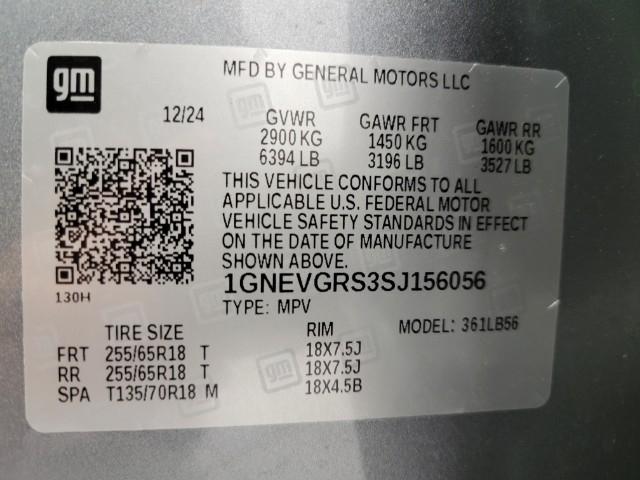 gm
MFD BY GENERAL MOTORS LLC
12/24
GVWR GAWR FRT GAWR RR
2900 KG 1450 KG 1600 KG
6394 LB 3196 LB 3527 LB
THIS VEHICLE CONFORMS TO ALL
APPLICABLE U.S. FEDERAL MOTOR
VEHICLE SAFETY STANDARDS IN EFFECT
ON THE DATE OF MANUFACTURE
SHOWN ABOVE.
1GNEVGRS3SJ156056
130H
TYPE: MPV
MODEL: 361LB56
TIRE SIZE RIM
FRT 255/65R18 T 18X7.5J
RR 255/65R18 T 18X7.5J
SPA T135/70R18 M 18X4.5B